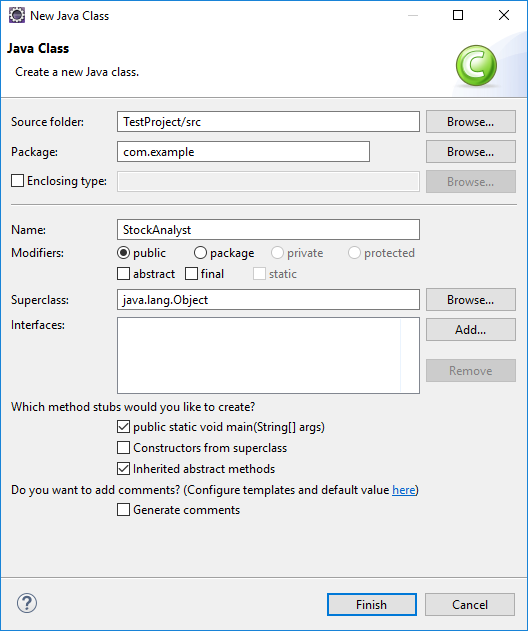 New Java Class
Java Class
Create a new Java class.
C
Source folder: TestProject/src Browse...
Package: com.example Browse...
Enclosing type: Browse...
Name: StockAnalyst
Modifiers: public package private protected
abstract final static
Superclass: java.lang.Object Browse...
Interfaces: Add...
Remove
Which method stubs would you like to create?
public static void main(String[] args)
Constructors from superclass
Inherited abstract methods
Do you want to add comments? (Configure templates and default value here)
Generate comments
? Finish Cancel